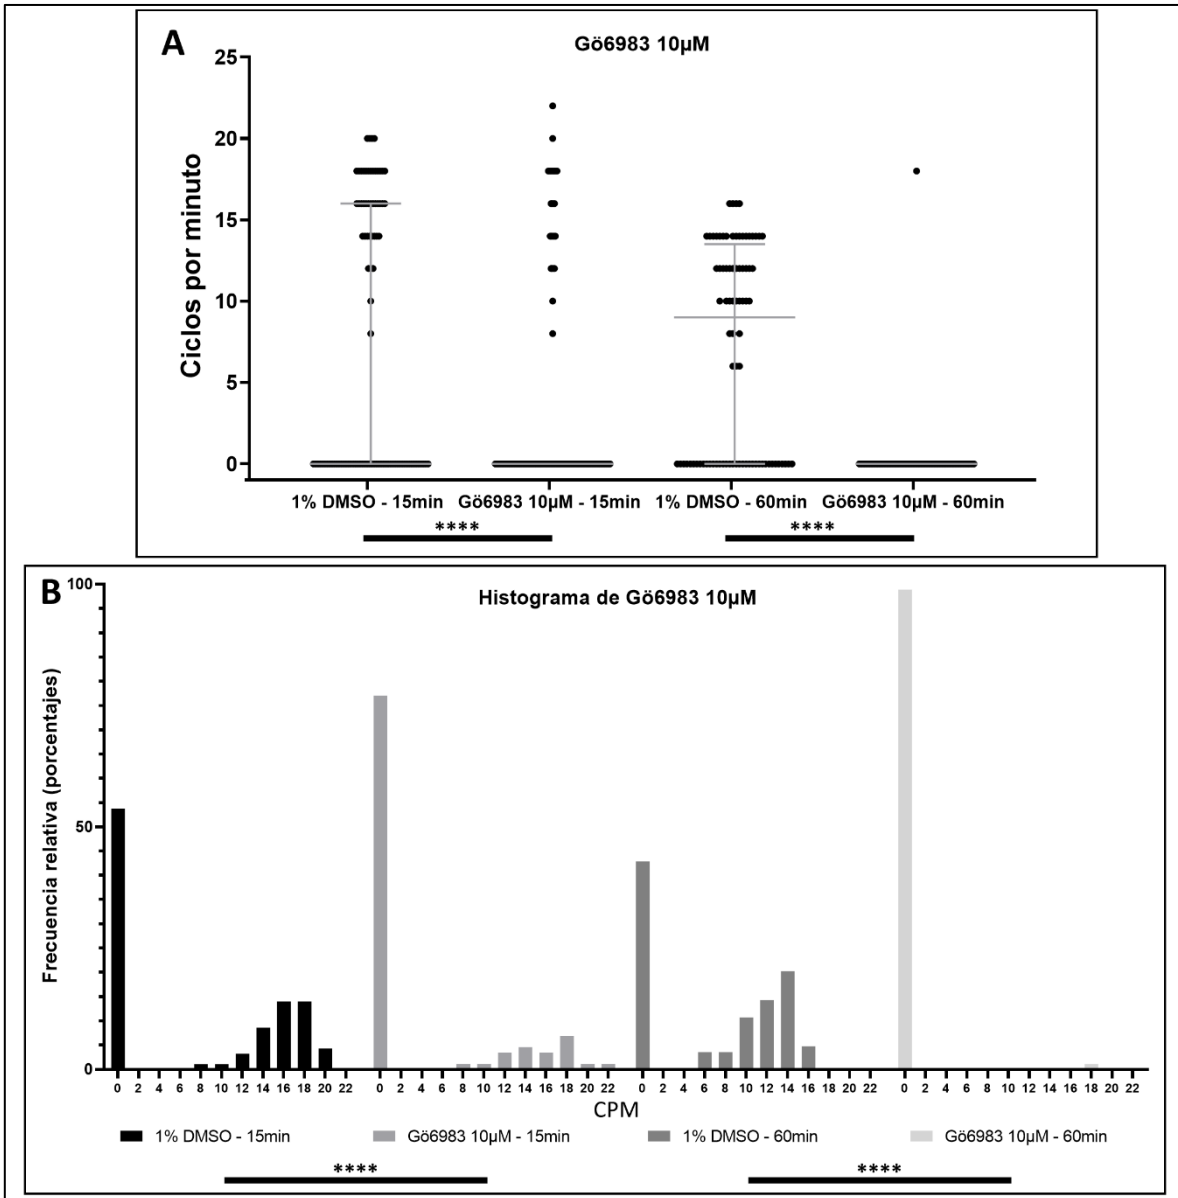 A
Gö6983 10µM
Ciclos por minuto
25
20
15
10
5
0
1% DMSO - 15min Gö6983 10µM - 15min 1% DMSO - 60min Gö6983 10µM - 60min
**** ****
B
Histograma de Gö6983 10µM
Frecuencia relativa (porcentajes)
100
50
0
0 2 4 6 8 10 12 14 16 18 20 22 0 2 4 6 8 10 12 14 16 18 20 22 0 2 4 6 8 10 12 14 16 18 20 22 0 2 4 6 8 10 12 14 16 18 20 22
CPM
1% DMSO - 15min Gö6983 10µM - 15min 1% DMSO - 60min Gö6983 10µM - 60min
**** ****